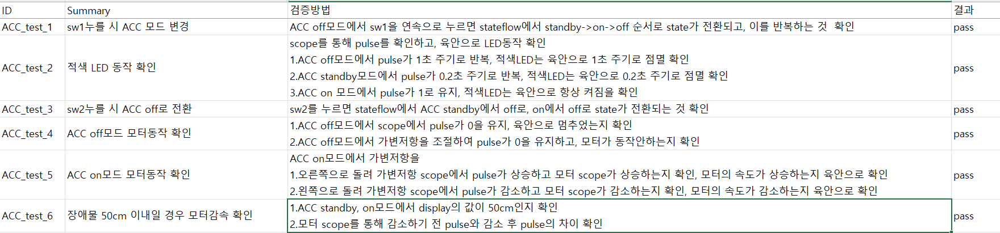 ID Summary 검증방법 결과
ACC_test_1 sw1누를 시 ACC 모드 변경 ACC off모드에서 sw1을 연속으로 누르면 stateflow에서 standby->on->off 순서로 state가 전환되고, 이를 반복하는 것 확인 pass
scope를 통해 pulse를 확인하고, 육안으로 LED동작 확인
1.ACC off모드에서 pulse가 1초 주기로 반복, 적색LED는 육안으로 1초 주기로 점멸 확인
ACC_test_2 적색 LED 동작 확인 pass
2.ACC standby모드에서 pulse가 0.2초 주기로 반복, 적색LED는 육안으로 0.2초 주기로 점멸 확인
3.ACC on 모드에서 pulse가 1로 유지, 적색LED는 육안으로 항상 켜짐을 확인
ACC_test_3 sw2누를 시 ACC off로 전환 sw2를 누르면 stateflow에서 ACC standby에서 off로, on에서 off로 state가 전환되는 것 확인 pass
ACC_test_4 ACC off모드 모터동작 확인 1.ACC off모드에서 scope에서 pulse가 0을 유지, 육안으로 멈추었는지 확인
2.ACC off모드에서 가변저항을 조절하여 pulse가 0을 유지하고, 모터가 동작안하는지 확인 pass
ACC on모드에서 가변저항을
ACC_test_5 ACC on모드 모터동작 확인 1.오른쪽으로 돌려 가변저항 scope에서 pulse가 상승하고 모터 scope가 상승하는지 확인, 모터의 속도가 상승하는지 육안으로 확인 pass
2.왼쪽으로 돌려 가변저항 scope에서 pulse가 감소하고 모터 scope가 감소하는지 확인, 모터의 속도가 감소하는지 육안으로 확인
ACC_test_6 장애물 50cm 이내일 경우 모터감속 확인 1.ACC standby, on모드에서 display의 값이 50cm인지 확인
2.모터 scope를 통해 감소하기 전 pulse와 감소 후 pulse의 차이 확인 pass